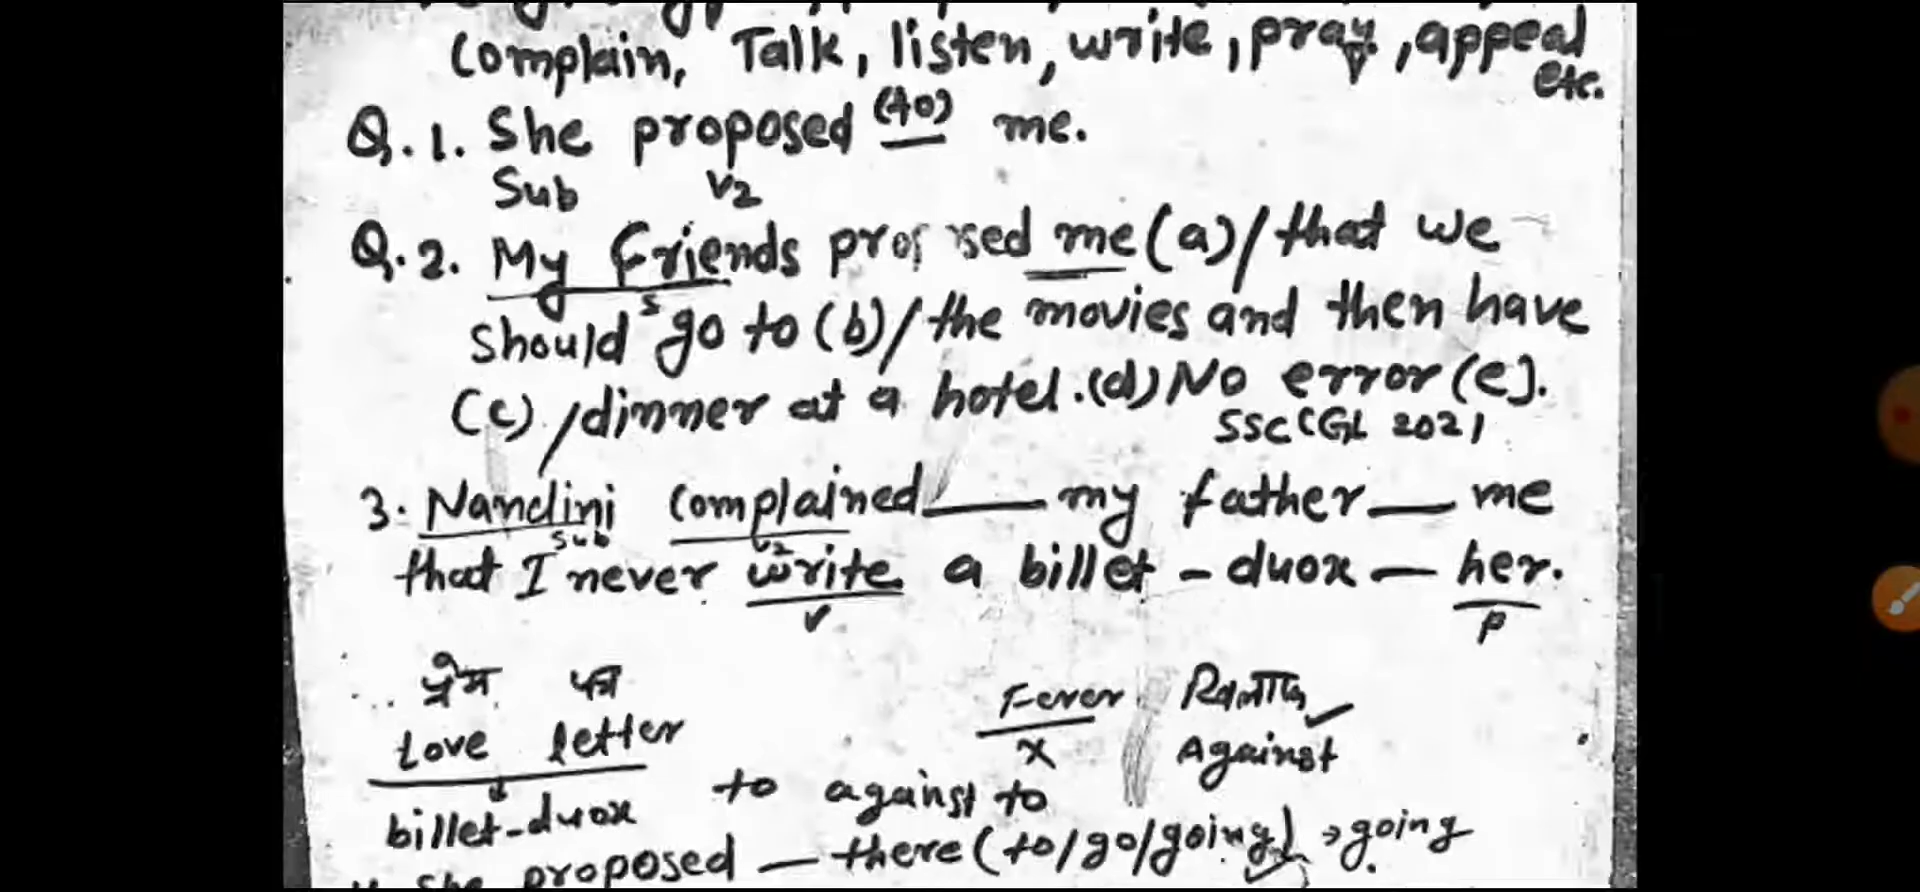 Complain, Talk, listen, write, pray, appeal
etc.
Q.1. She proposed (to) me.
Sub V2
Q.2. My friends proposed me (a)/ that we
S
should go to (b)/ the movies and then have
(c) /dinner at a hotel. (d) No error (e).
SSC CGL 2021
3. Nandini complained — my father — me
Sub V2
that I never write a billet - duox — her.
P
प्रेम पत्र
Love letter
Fever
x
Against
billet-duox to against to
She proposed — there (to/go/going) → going